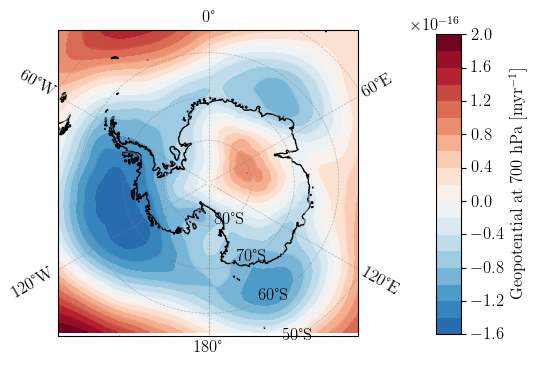 0°
60°W
60°E
120°W
120°E
180°
80°S
70°S
60°S
50°S
×10⁻¹⁶
2.0
1.6
1.2
0.8
0.4
0.0
−0.4
−0.8
−1.2
−1.6
Geopotential at 700 hPa [myr⁻¹]